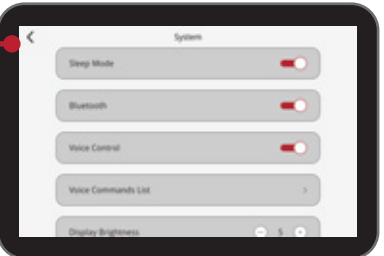 System
Sleep Mode
Bluetooth
Voice Control
Voice Commands List
Display Brightness
5